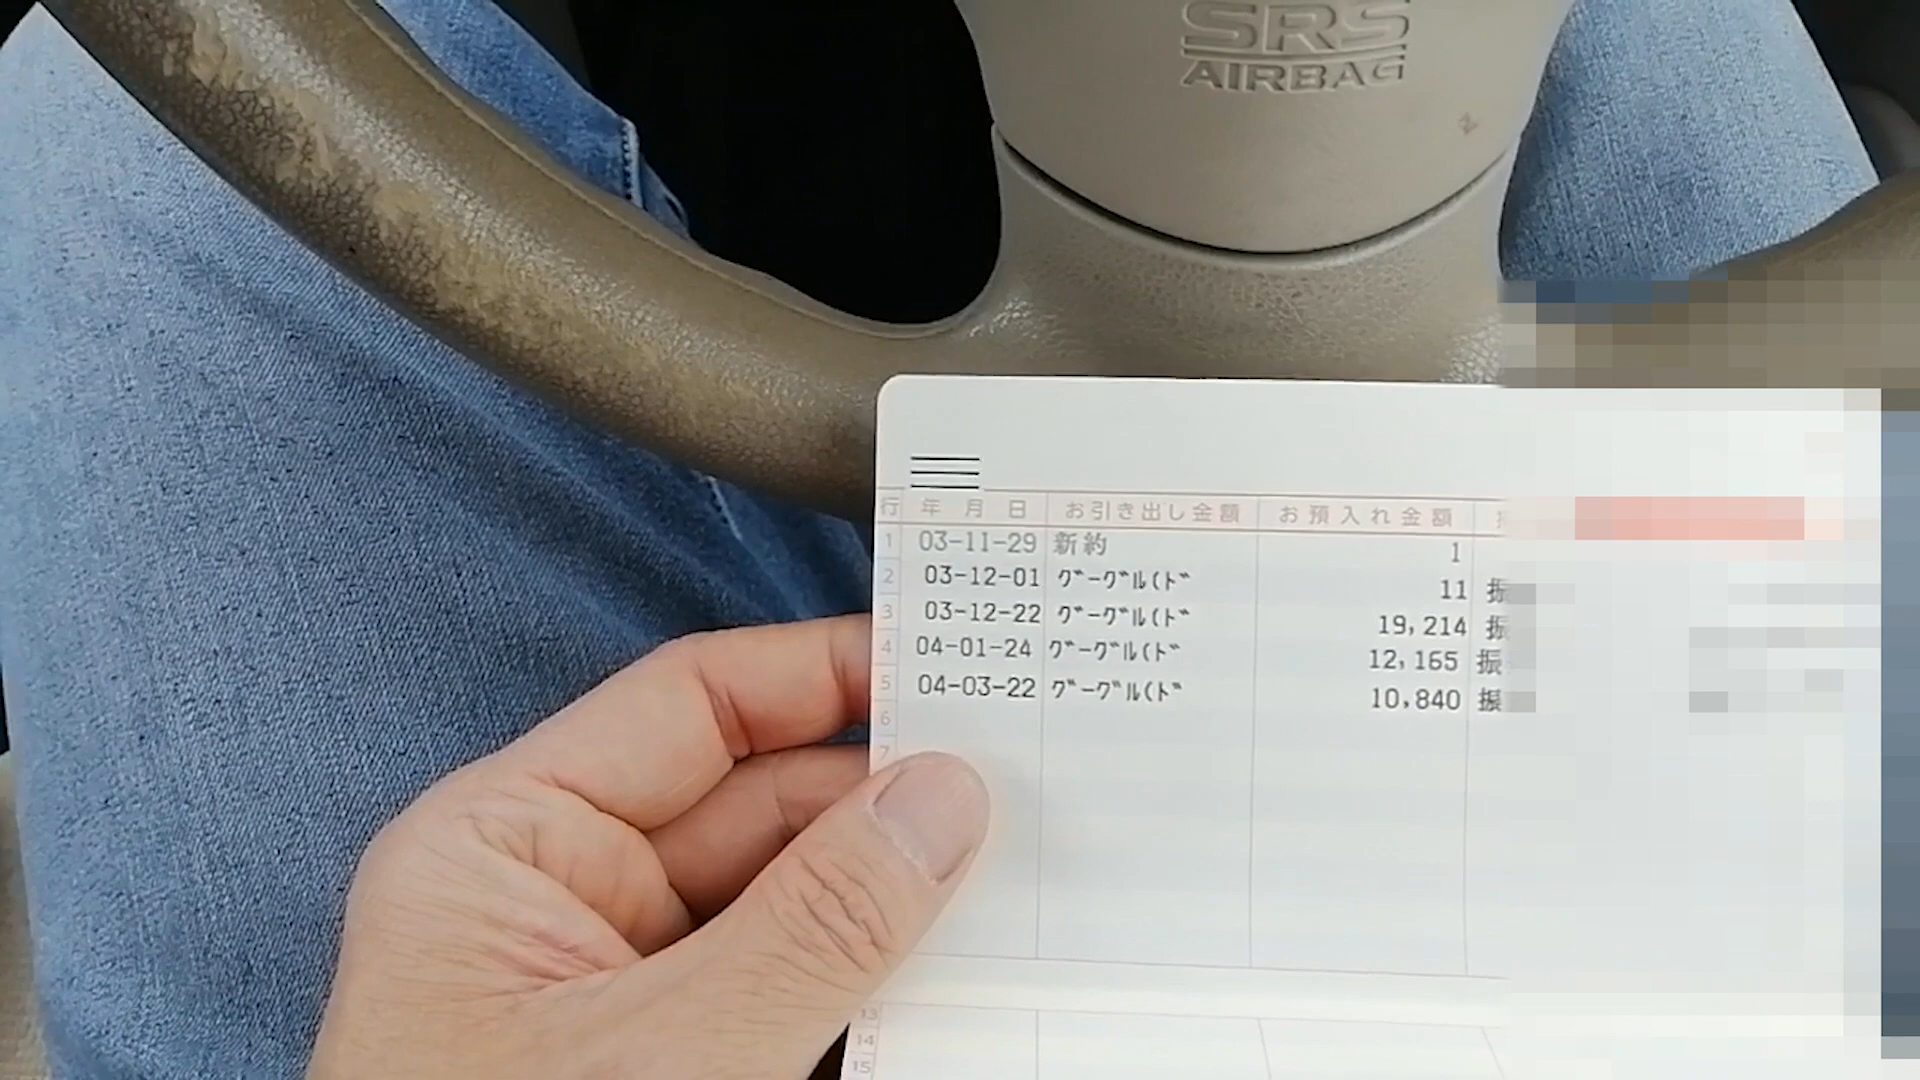 SRS
AIRBAG
行 年 月 日 お引き出し金額 お預入れ金額
1 03-11-29 新約 1
2 03-12-01 グーグル(ド 11 振
3 03-12-22 グーグル(ド 19,214 振
4 04-01-24 グーグル(ド 12,165 振
5 04-03-22 グーグル(ド 10,840 振
6
7
13
14
15